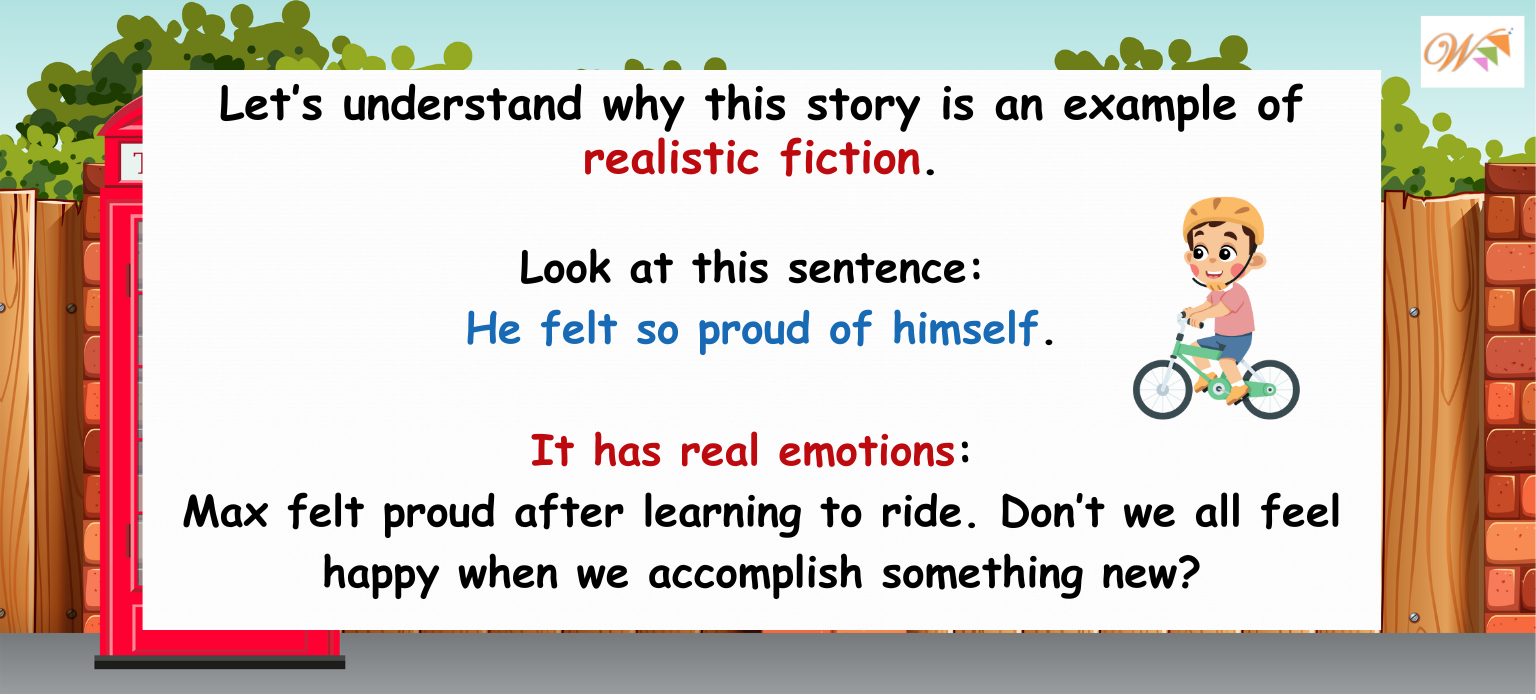 Let's understand why this story is an example of
realistic fiction.
Look at this sentence:
He felt so proud of himself.
It has real emotions:
Max felt proud after learning to ride. Don't we all feel
happy when we accomplish something new?
W